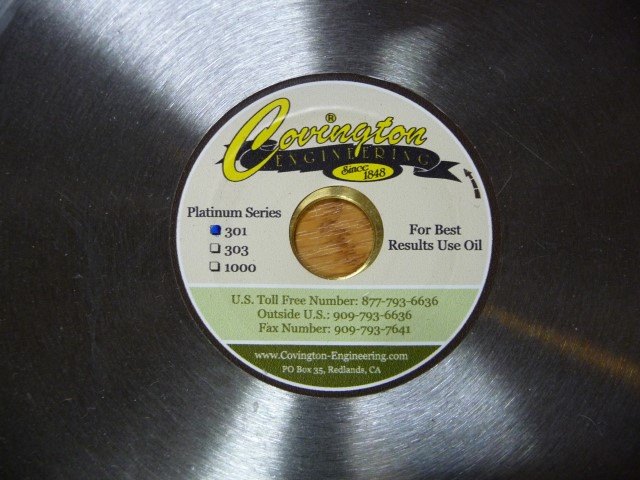 Covington®
ENGINEERING
Since 1848
Platinum Series
301
303
1000
For Best
Results Use Oil
U.S. Toll Free Number: 877-793-6636
Outside U.S.: 909-793-6636
Fax Number: 909-793-7641
www.Covington-Engineering.com
PO Box 35, Redlands, CA